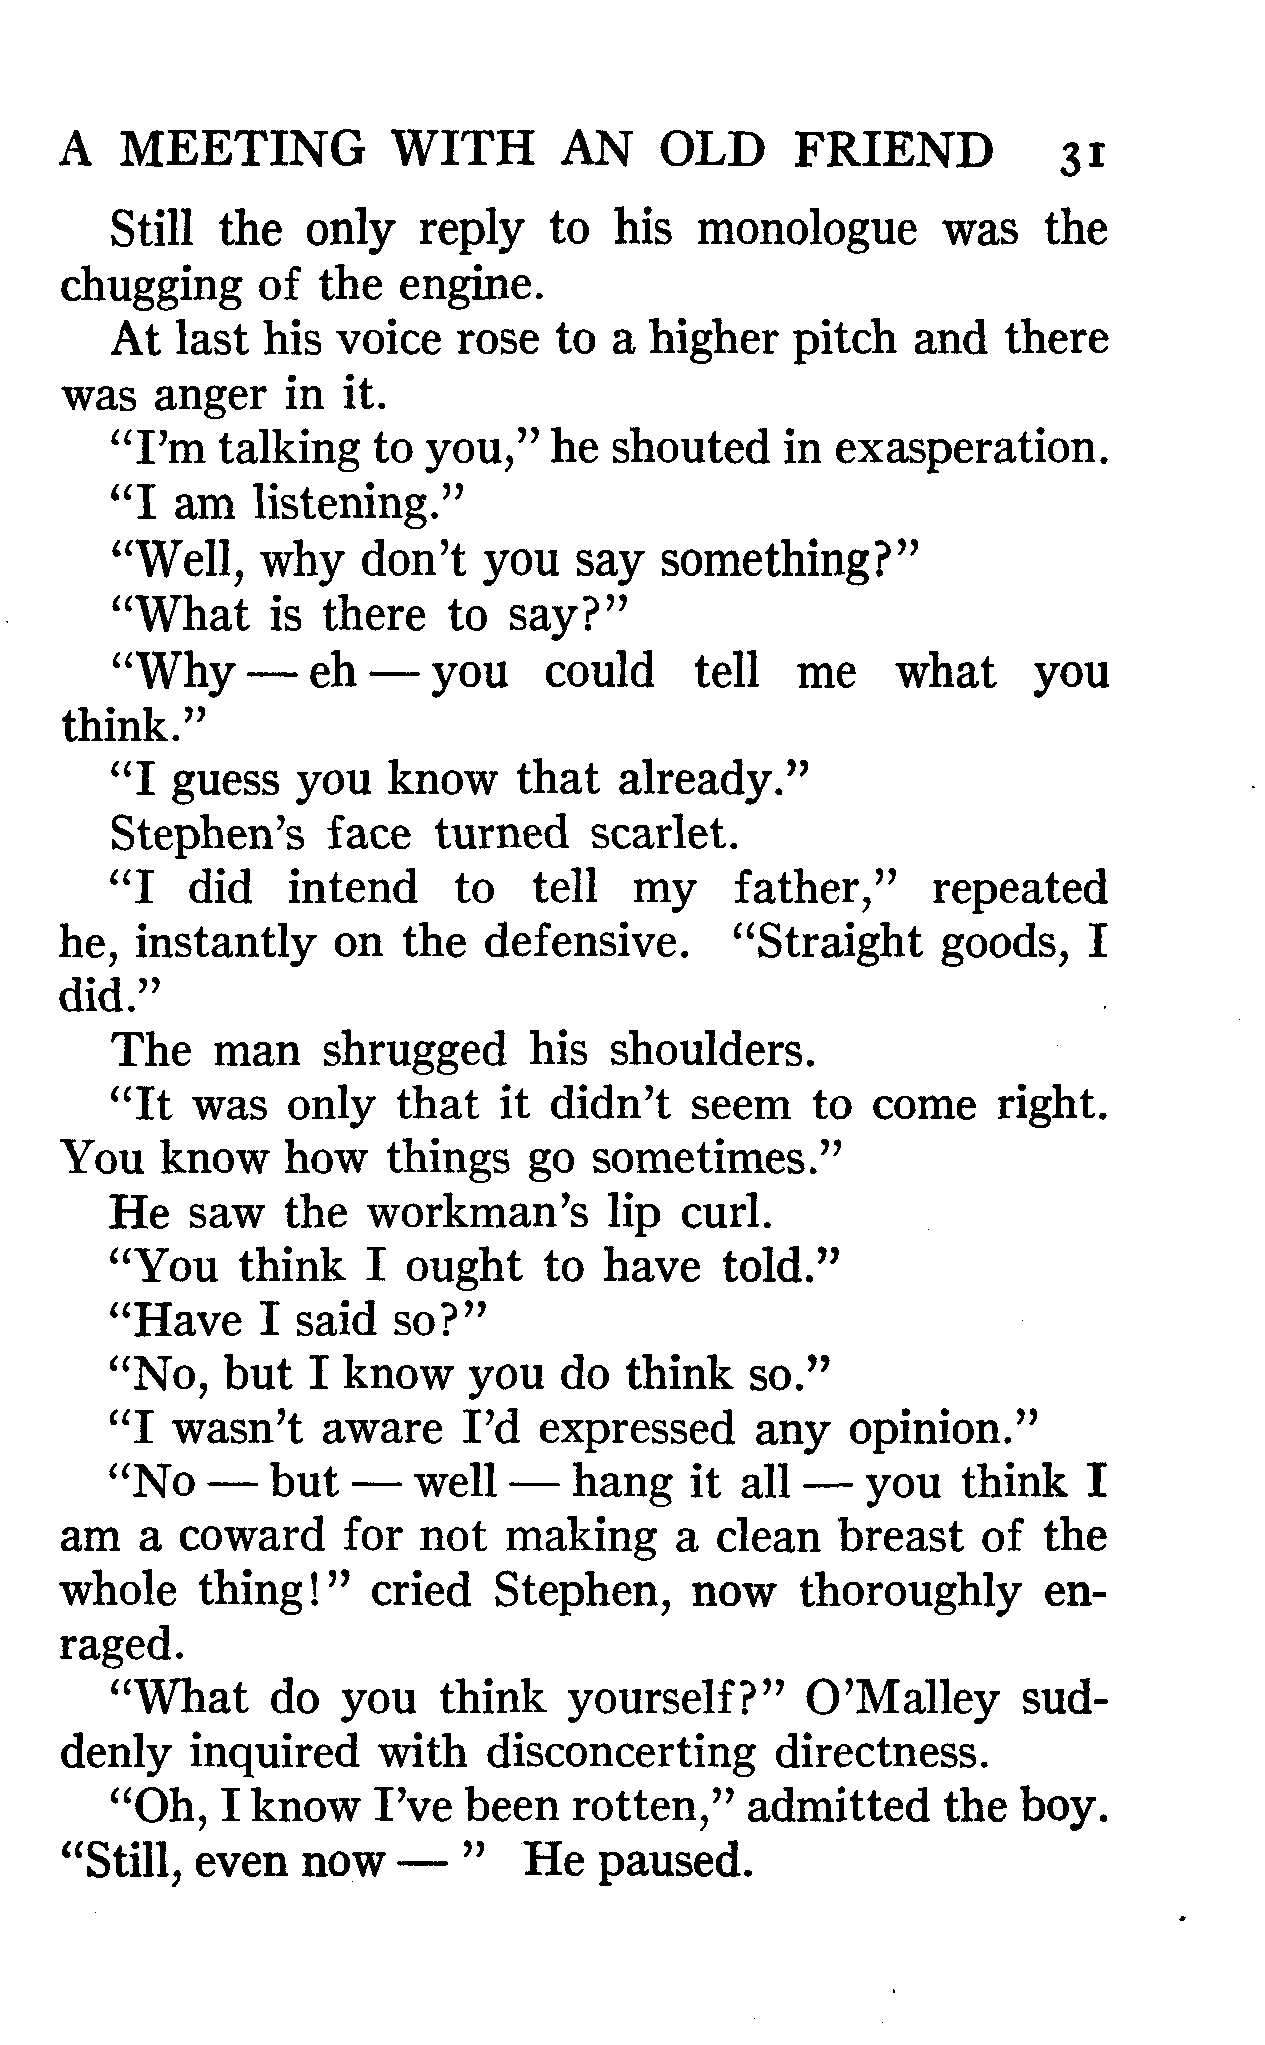 A MEETING WITH AN OLD FRIEND 31
Still the only reply to his monologue was the
chugging of the engine.
At last his voice rose to a higher pitch and there
was anger in it.
“I’m talking to you,” he shouted in exasperation.
“I am listening.”
“Well, why don’t you say something?”
“What is there to say?”
“Why — eh — you could tell me what you
think.”
“I guess you know that already.”
Stephen’s face turned scarlet.
“I did intend to tell my father,” repeated
he, instantly on the defensive. “Straight goods, I
did.”
The man shrugged his shoulders.
“It was only that it didn’t seem to come right.
You know how things go sometimes.”
He saw the workman’s lip curl.
“You think I ought to have told.”
“Have I said so?”
“No, but I know you do think so.”
“I wasn’t aware I’d expressed any opinion.”
“No — but — well — hang it all — you think I
am a coward for not making a clean breast of the
whole thing!” cried Stephen, now thoroughly en-
raged.
“What do you think yourself?” O’Malley sud-
denly inquired with disconcerting directness.
“Oh, I know I’ve been rotten,” admitted the boy.
“Still, even now — ” He paused.